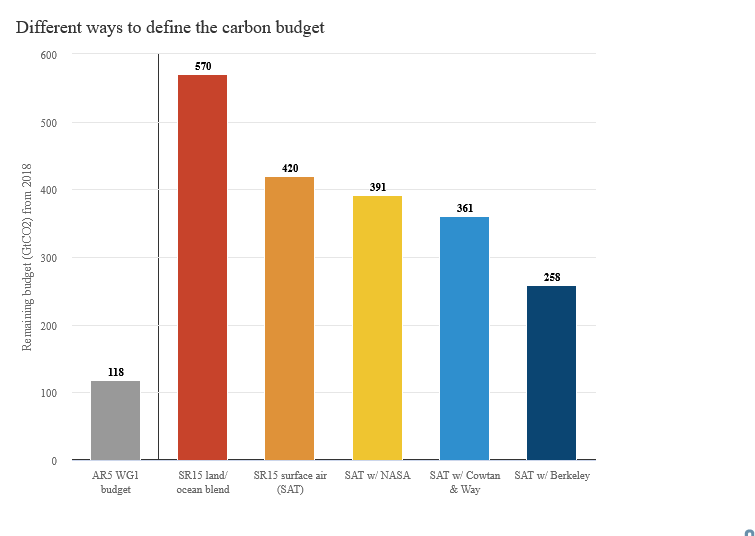 Different ways to define the carbon budget
Remaining budget (GtCO2) from 2018
600
500
400
300
200
100
0
118
570
420
391
361
258
AR5 WG1
budget
SR15 land/
ocean blend
SR15 surface air
(SAT)
SAT w/ NASA
SAT w/ Cowtan
& Way
SAT w/ Berkeley